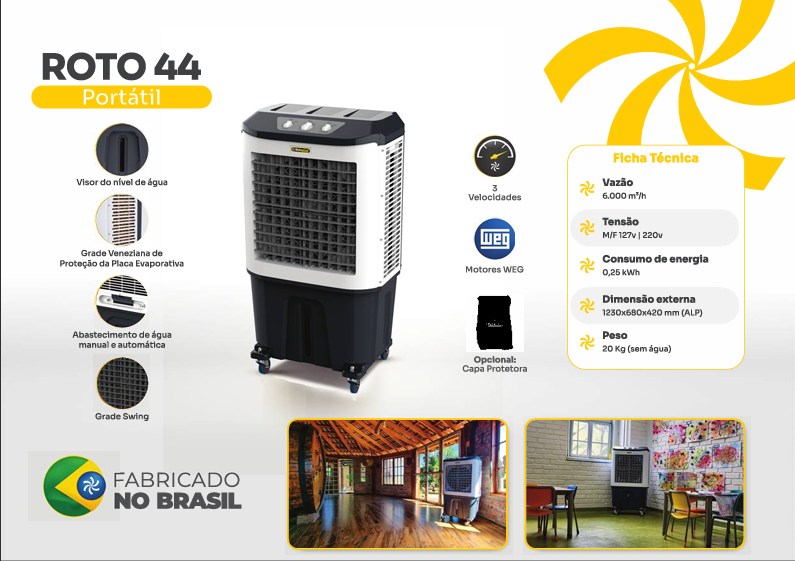 ROTO 44
Portátil
Visor do nível de água
Grade Veneziana de
Proteção da Placa Evaporativa
Abastecimento de água
manual e automática
Grade Swing
3
Velocidades
WEG
Motores WEG
Opcional:
Capa Protetora
Ficha Técnica
Vazão
6.000 m³/h
Tensão
M/F 127v | 220v
Consumo de energia
0,25 kWh
Dimensão externa
1230x680x420 mm (ALP)
Peso
20 Kg (sem água)
FABRICADO
NO BRASIL